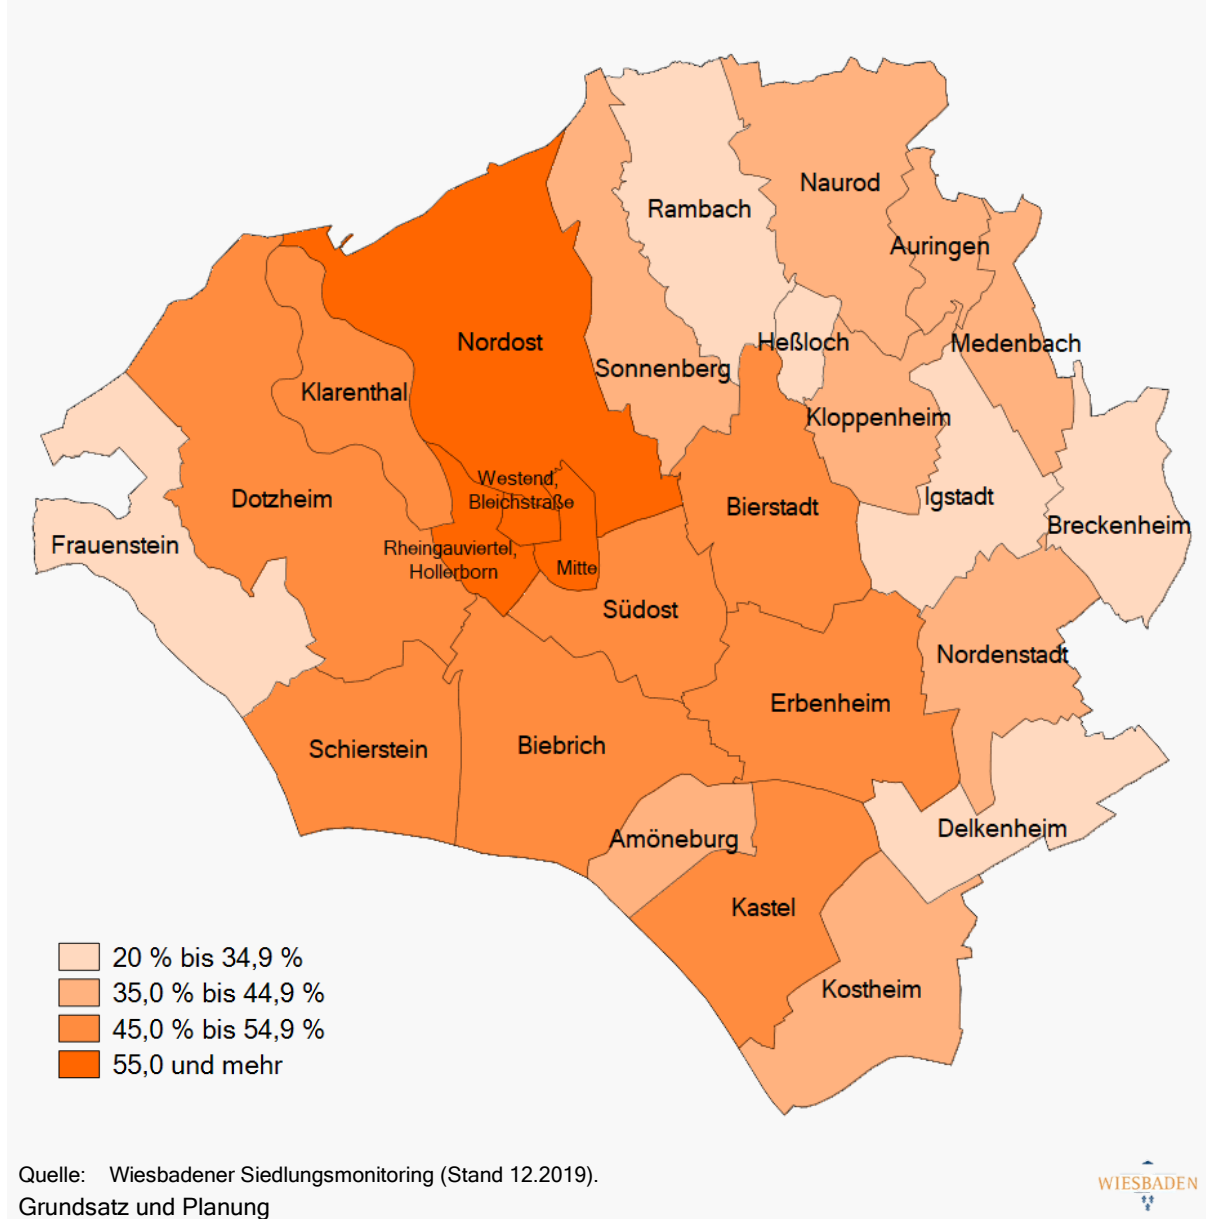 Naurod
Rambach
Auringen
Nordost
Heßloch
Medenbach
Sonnenberg
Klarenthal
Kloppenheim
Westend,
Bleichstraße
Dotzheim
Igstadt
Bierstadt
Breckenheim
Frauenstein
Rheingauviertel,
Hollerborn
Mitte
Südost
Nordenstadt
Erbenheim
Schierstein
Biebrich
Amöneburg
Delkenheim
Kastel
Kostheim
20 % bis 34,9 %
35,0 % bis 44,9 %
45,0 % bis 54,9 %
55,0 und mehr
Quelle: Wiesbadener Siedlungsmonitoring (Stand 12.2019).
Grundsatz und Planung
WIESBADEN